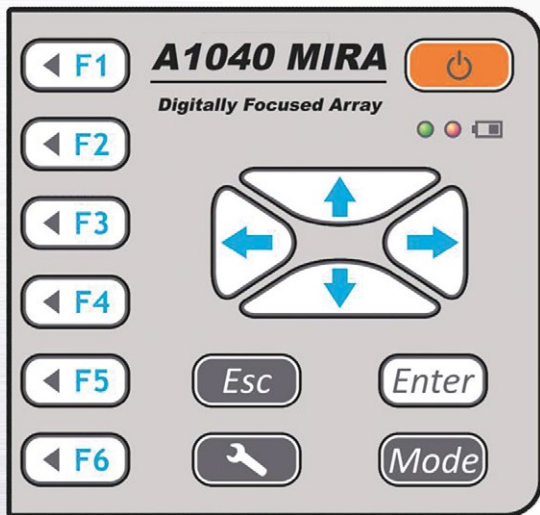 F1
A1040 MIRA
Digitally Focused Array
F2
F3
F4
F5
Esc
Enter
F6
Mode